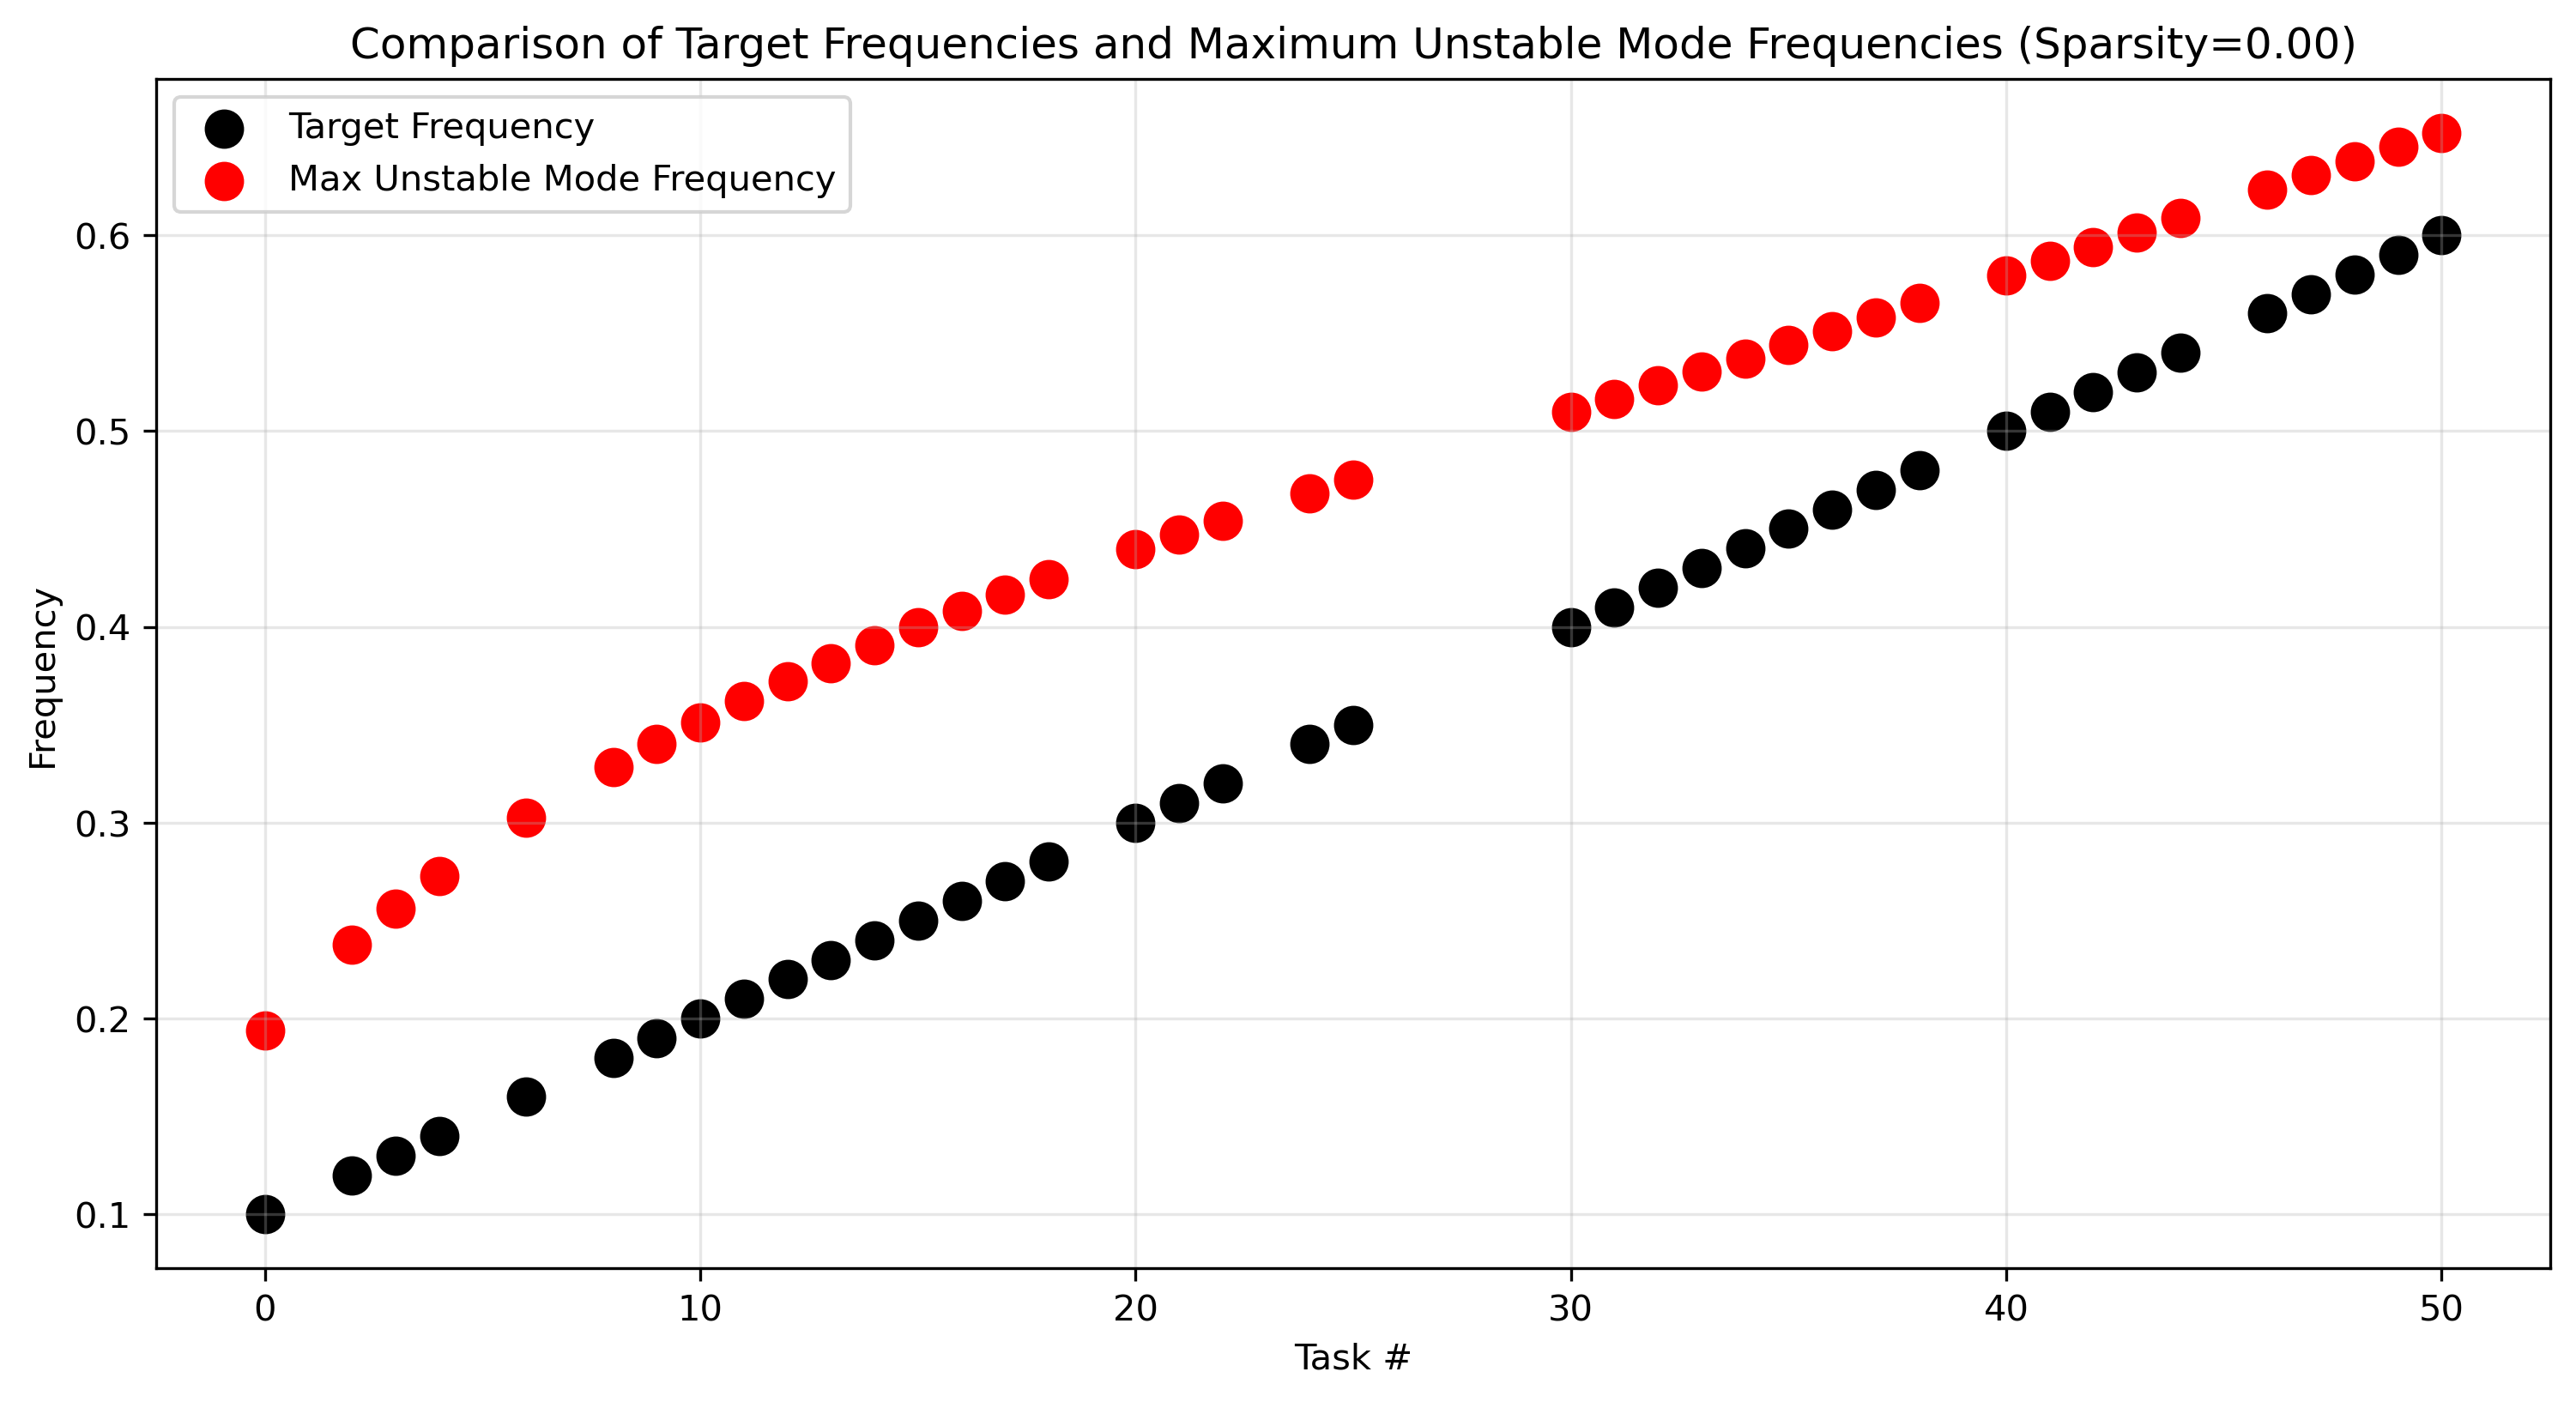 Comparison of Target Frequencies and Maximum Unstable Mode Frequencies (Sparsity=0.00)
Target Frequency
Max Unstable Mode Frequency
0.6
0.5
0.4
0.3
0.2
0.1
Frequency
0 10 20 30 40 50
Task #